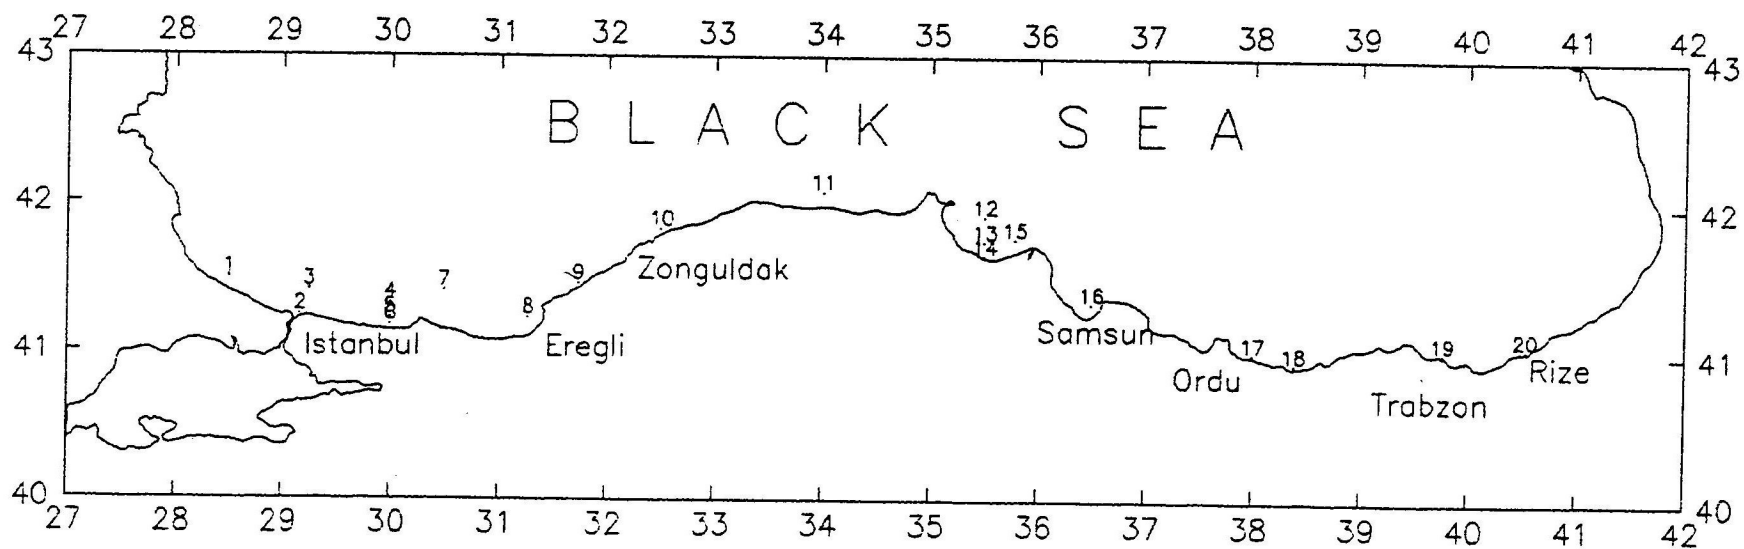 27 28 29 30 31 32 33 34 35 36 37 38 39 40 41 42
43 43
BLACK SEA
42 42
11
12
10
13 15
14
1 3 7 9 Zonguldak
4
2 8 16
Istanbul Eregli Samsun
41 41
17 18 19 20
Ordu Trabzon Rize
40 40
27 28 29 30 31 32 33 34 35 36 37 38 39 40 41 42